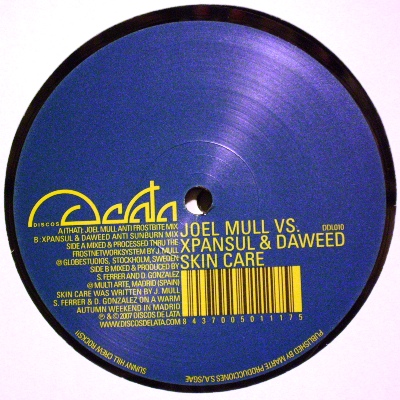 DISCOS
DeLata
A (THAT): JOEL MULL ANTI FROSTBITE MIX
B: XPANSUL & DAWEED ANTI SUNBURN MIX
SIDE A MIXED & PROCESSED THRU THE
FROSTNETWORKSYSTEM BY J. MULL
@ GLOBESTUDIOS, STOCKHOLM, SWEDEN
SIDE B MIXED & PRODUCED BY
S. FERRER AND D. GONZALEZ
@ MULTI ARTE, MADRID (SPAIN)
SKIN CARE WAS WRITTEN BY J. MULL
S. FERRER & D. GONZALEZ ON A WARM
AUTUMN WEEKEND IN MADRID
℗ & © 2007 DISCOS DE LATA
WWW.DISCOSDELATA.COM
JOEL MULL VS.
XPANSUL & DAWEED
SKIN CARE
DDL010
8 437005011175
SUNNY HILL CREW ROCKS!!
PUBLISHED BY MARTE PRODUCCIONES S.A./SGAE